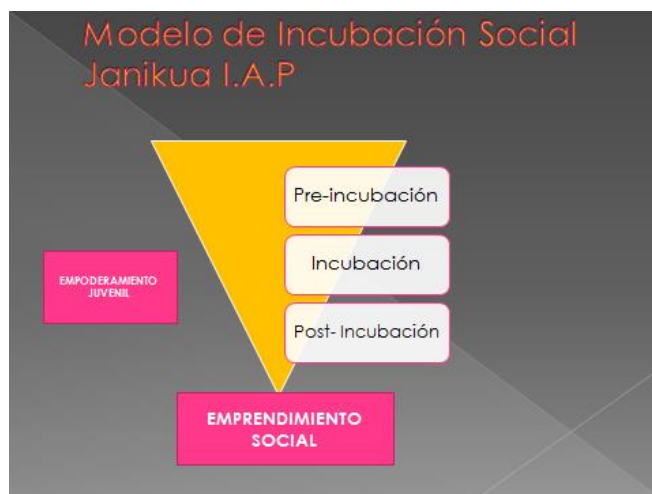 Modelo de Incubación Social
Janikua I.A.P
Pre-incubación
Incubación
EMPODERAMIENTO
JUVENIL
Post- Incubación
EMPRENDIMIENTO
SOCIAL